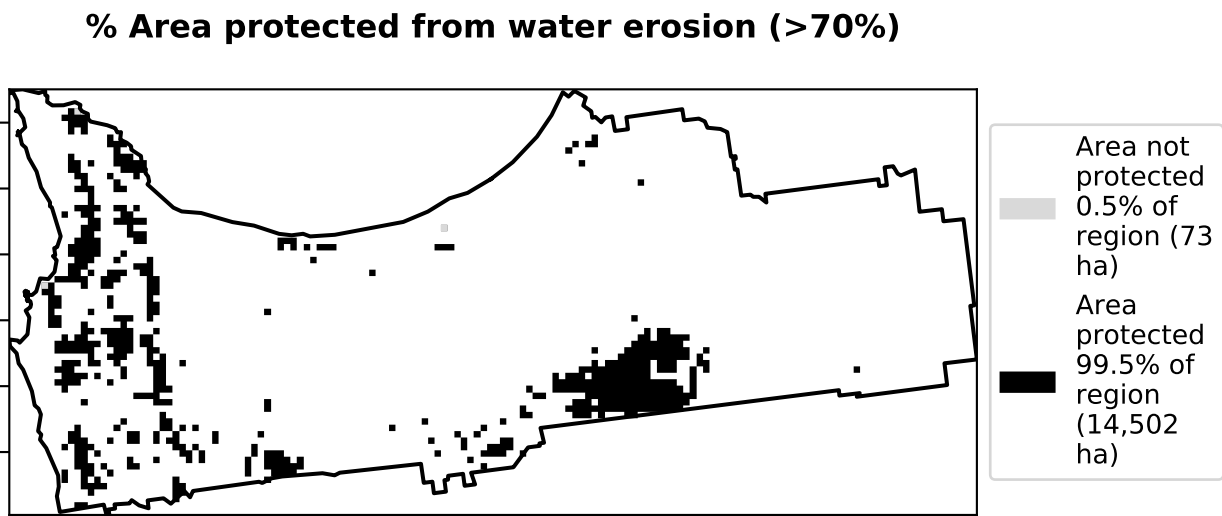 % Area protected from water erosion (>70%)
Area not
protected
0.5% of
region (73
ha)
Area
protected
99.5% of
region
(14,502
ha)